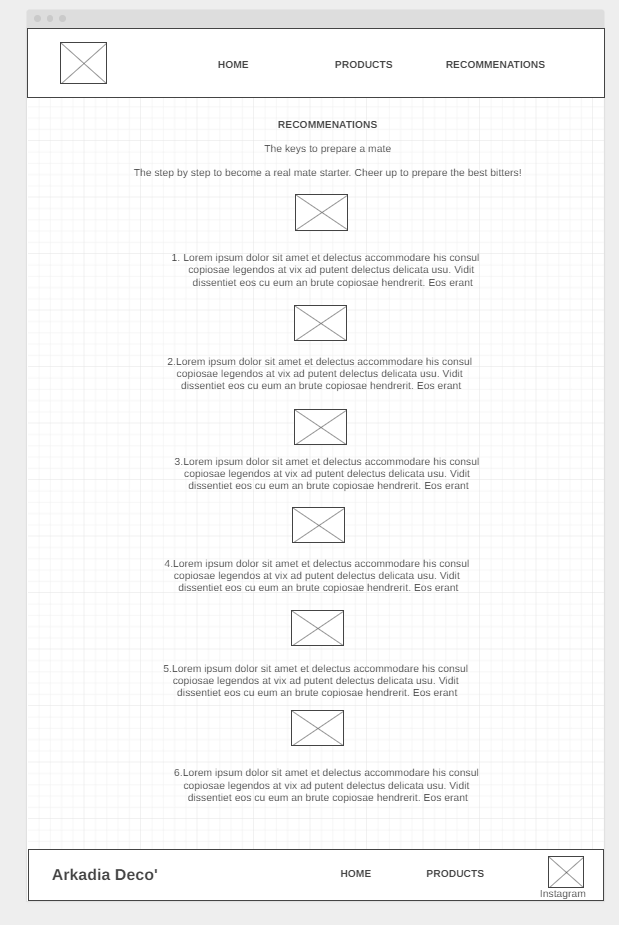 HOME PRODUCTS RECOMMENDATIONS
RECOMMENATIONS
The keys to prepare a mate
The step by step to become a real mate starter. Cheer up to prepare the best bitters!
1. Lorem ipsum dolor sit amet et delectus accommodare his consul
copiosae legendos at vix ad putent delectus delicata usu. Vidit
dissentiet eos cu eum an brute copiosae hendrerit. Eos erant
2.Lorem ipsum dolor sit amet et delectus accommodare his consul
copiosae legendos at vix ad putent delectus delicata usu. Vidit
dissentiet eos cu eum an brute copiosae hendrerit. Eos erant
3.Lorem ipsum dolor sit amet et delectus accommodare his consul
copiosae legendos at vix ad putent delectus delicata usu. Vidit
dissentiet eos cu eum an brute copiosae hendrerit. Eos erant
4.Lorem ipsum dolor sit amet et delectus accommodare his consul
copiosae legendos at vix ad putent delectus delicata usu. Vidit
dissentiet eos cu eum an brute copiosae hendrerit. Eos erant
5.Lorem ipsum dolor sit amet et delectus accommodare his consul
copiosae legendos at vix ad putent delectus delicata usu. Vidit
dissentiet eos cu eum an brute copiosae hendrerit. Eos erant
6.Lorem ipsum dolor sit amet et delectus accommodare his consul
copiosae legendos at vix ad putent delectus delicata usu. Vidit
dissentiet eos cu eum an brute copiosae hendrerit. Eos erant
Arkadia Deco' HOME PRODUCTS
Instagram